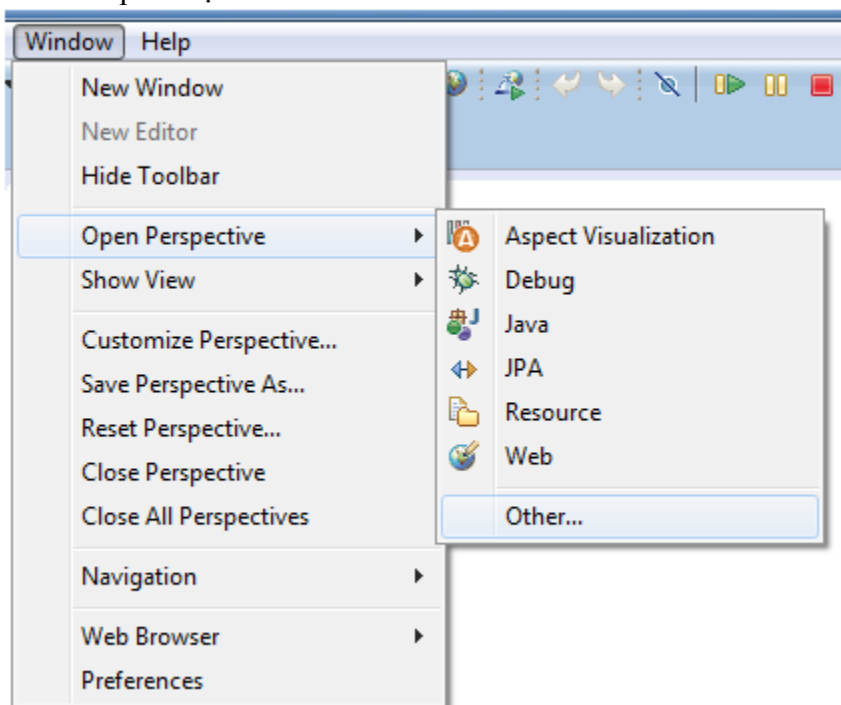 Window Help
New Window
New Editor
Hide Toolbar
Open Perspective
Show View
Customize Perspective...
Save Perspective As...
Reset Perspective...
Close Perspective
Close All Perspectives
Navigation
Web Browser
Preferences
Aspect Visualization
Debug
Java
JPA
Resource
Web
Other...